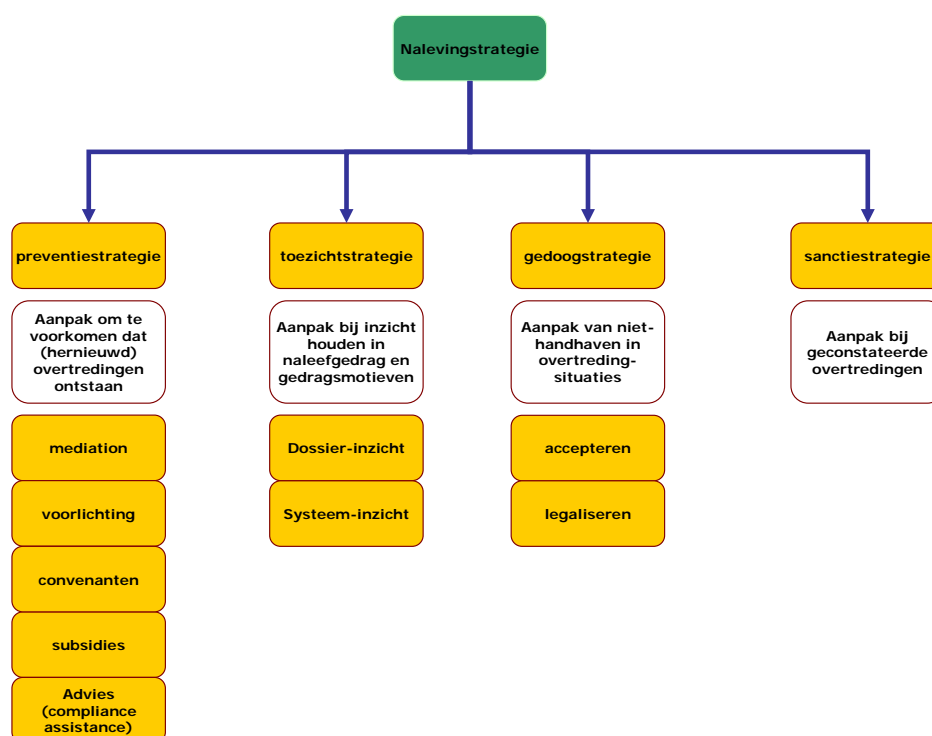 Nalevingstrategie
preventiestrategie
toezichtstrategie
gedoogstrategie
sanctiestrategie
Aanpak om te
voorkomen dat
(hernieuwd)
overtredingen
ontstaan
Aanpak bij inzicht
houden in
naleefgedrag en
gedragsmotieven
Aanpak van niet-
handhaven in
overtreding-
situaties
Aanpak bij
geconstateerde
overtredingen
mediation
Dossier-inzicht
accepteren
voorlichting
Systeem-inzicht
legaliseren
convenanten
subsidies
Advies
(compliance
assistance)